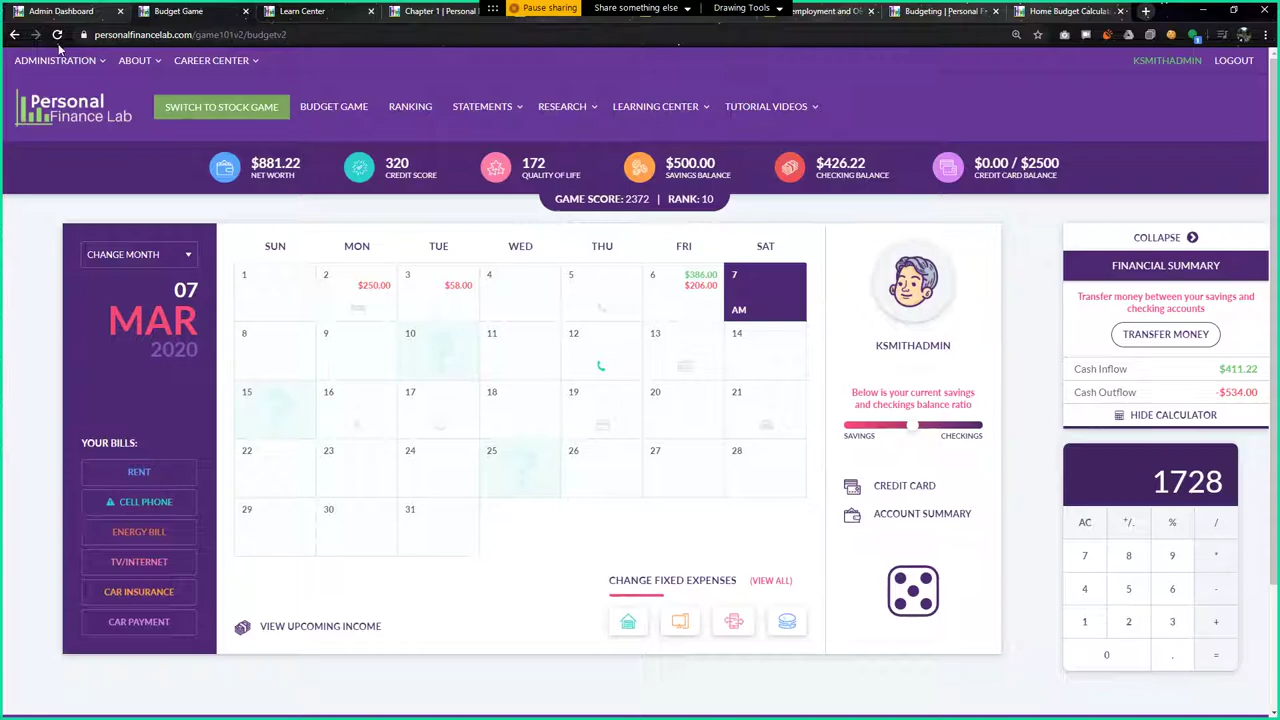 Admin Dashboard
Budget Game
Learn Center
Chapter 1 | Personal
Pause sharing
Share something else
Drawing Tools
Budgeting | Personal F
Home Budget Calcula
personalfinancelab.com/game101v2/budgetv2
ADMINISTRATION
ABOUT
CAREER CENTER
KSMITHADMIN
LOGOUT
Personal
Finance Lab
SWITCH TO STOCK GAME
BUDGET GAME
RANKING
STATEMENTS
RESEARCH
LEARNING CENTER
TUTORIAL VIDEOS
$881.22
NET WORTH
320
CREDIT SCORE
172
QUALITY OF LIFE
$500.00
SAVINGS BALANCE
$426.22
CHECKING BALANCE
$0.00 / $2500
CREDIT CARD BALANCE
GAME SCORE: 2372 | RANK: 10
CHANGE MONTH
07
MAR
2020
YOUR BILLS:
RENT
CELL PHONE
ENERGY BILL
TV/INTERNET
CAR INSURANCE
CAR PAYMENT
SUN MON TUE WED THU FRI SAT
1 2 $250.00 3 $58.00 4 5 6 $386.00 $206.00 7 AM
8 9 10 11 12 13 14
15 16 17 18 19 20 21
22 23 24 25 26 27 28
29 30 31
VIEW UPCOMING INCOME
CHANGE FIXED EXPENSES (VIEW ALL)
KSMITHADMIN
Below is your current savings
and checkings balance ratio
SAVINGS
CHECKINGS
CREDIT CARD
ACCOUNT SUMMARY
COLLAPSE
FINANCIAL SUMMARY
Transfer money between your savings and
checking accounts
TRANSFER MONEY
Cash Inflow $411.22
Cash Outflow -$534.00
HIDE CALCULATOR
1728
AC +/- % /
7 8 9 *
4 5 6 -
1 2 3 +
0 . =